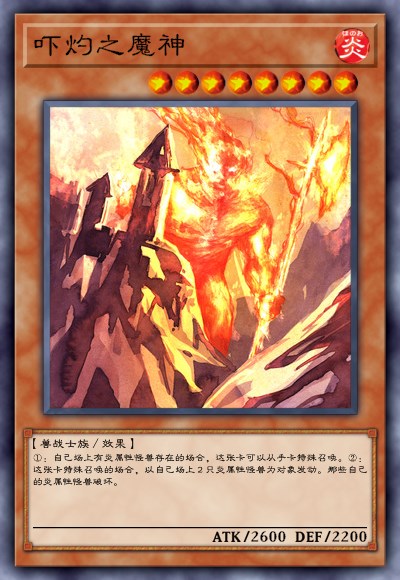 吓灼之魔神
炎
ほのお
【兽战士族／效果】
①：自己场上有炎属性怪兽存在的场合，这张卡可以从手卡特殊召唤。②：
这张卡特殊召唤的场合，以自己场上２只炎属性怪兽为对象发动。那些自己
的炎属性怪兽破坏。
ATK/2600 DEF/2200